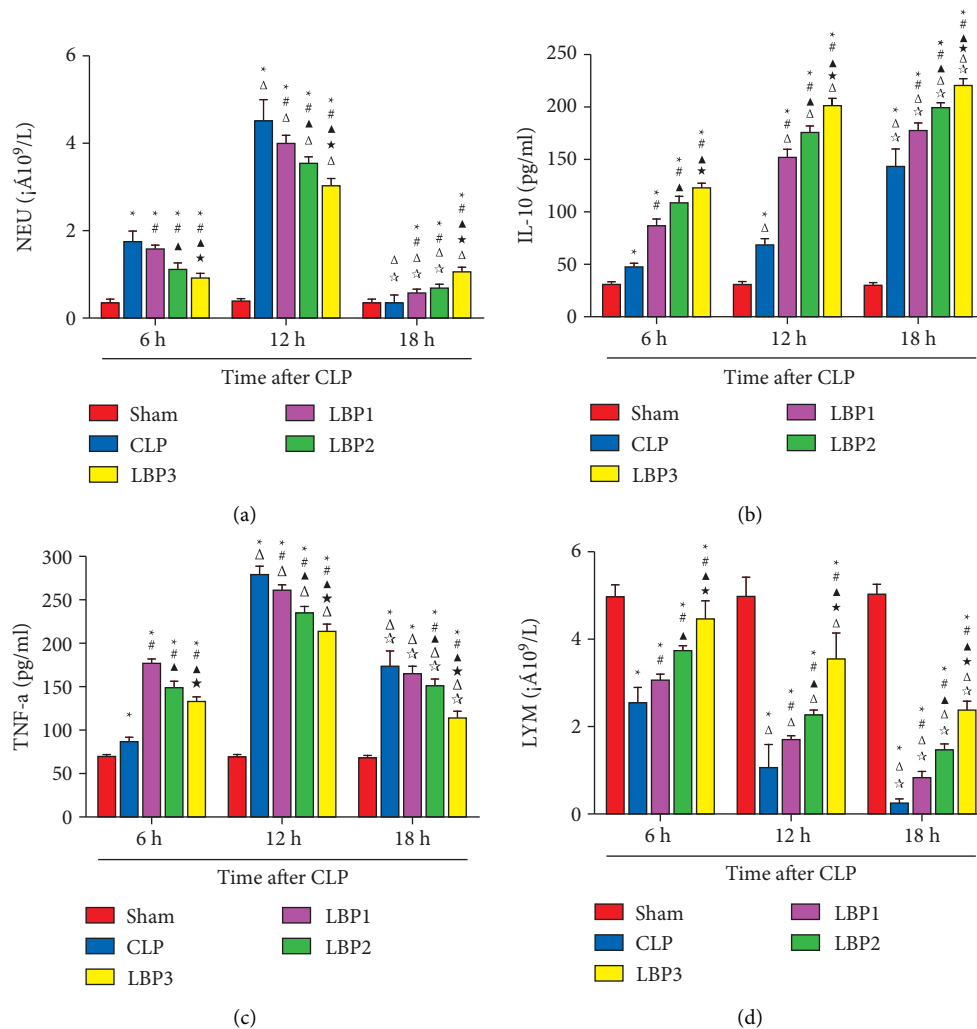 6
4
2
0
NEU (¡Á10⁹/L)
* * * *
# # #
▲ ▲
★
* * * *
Δ # # #
Δ ▲ ▲
Δ ★
Δ
Δ * * *
☆ # # #
Δ Δ ▲
☆ ☆ ★
Δ
☆
6 h 12 h 18 h
Time after CLP
Sham LBP1
CLP LBP2
LBP3
(a)
250
200
150
100
50
0
IL-10 (pg/ml)
* * * *
# # #
▲ ▲
★
* * * *
Δ # # #
Δ ▲ ▲
Δ ★
Δ
* * * *
Δ # # #
☆ Δ ▲ ▲
☆ Δ ★
☆ Δ
☆
6 h 12 h 18 h
Time after CLP
Sham LBP1
CLP LBP2
LBP3
(b)
300
250
200
150
100
50
0
TNF-a (pg/ml)
* * * *
# # #
▲ ▲
★
* * * *
Δ # # #
Δ ▲ ▲
Δ ★
Δ
* * * *
Δ Δ # #
☆ ☆ ▲ ▲
Δ ★
☆ Δ
☆
6 h 12 h 18 h
Time after CLP
Sham LBP1
CLP LBP2
LBP3
(c)
6
4
2
0
LYM (¡Á10⁹/L)
* * * *
# # #
▲ ▲
★
* * * *
Δ # # #
Δ ▲ ▲
Δ ★
Δ
* * * *
Δ # # #
☆ Δ ▲ ▲
☆ Δ ★
☆ Δ
☆
6 h 12 h 18 h
Time after CLP
Sham LBP1
CLP LBP2
LBP3
(d)